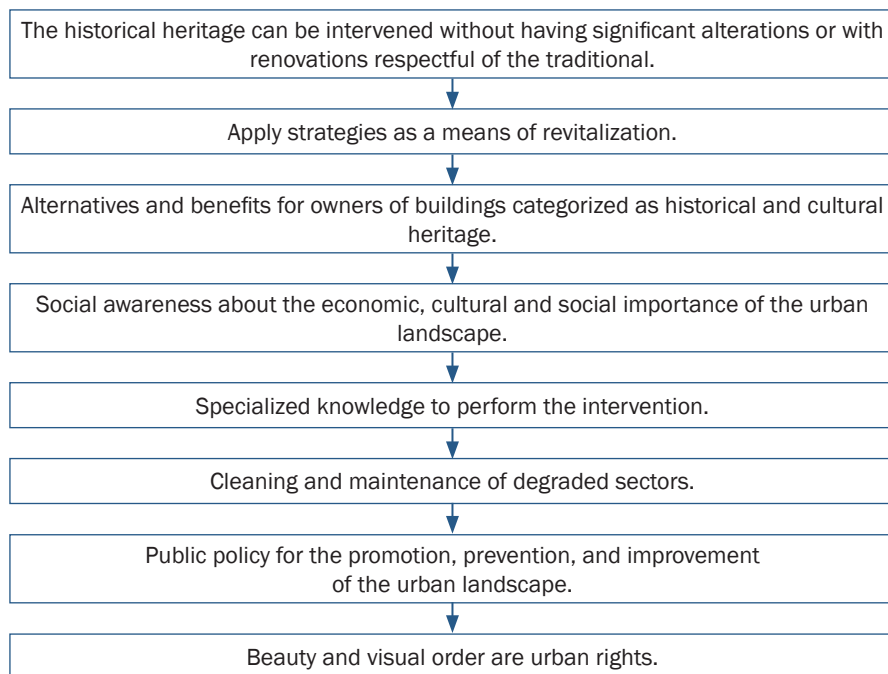 The historical heritage can be intervened without having significant alterations or with
renovations respectful of the traditional.
Apply strategies as a means of revitalization.
Alternatives and benefits for owners of buildings categorized as historical and cultural
heritage.
Social awareness about the economic, cultural and social importance of the urban
landscape.
Specialized knowledge to perform the intervention.
Cleaning and maintenance of degraded sectors.
Public policy for the promotion, prevention, and improvement
of the urban landscape.
Beauty and visual order are urban rights.